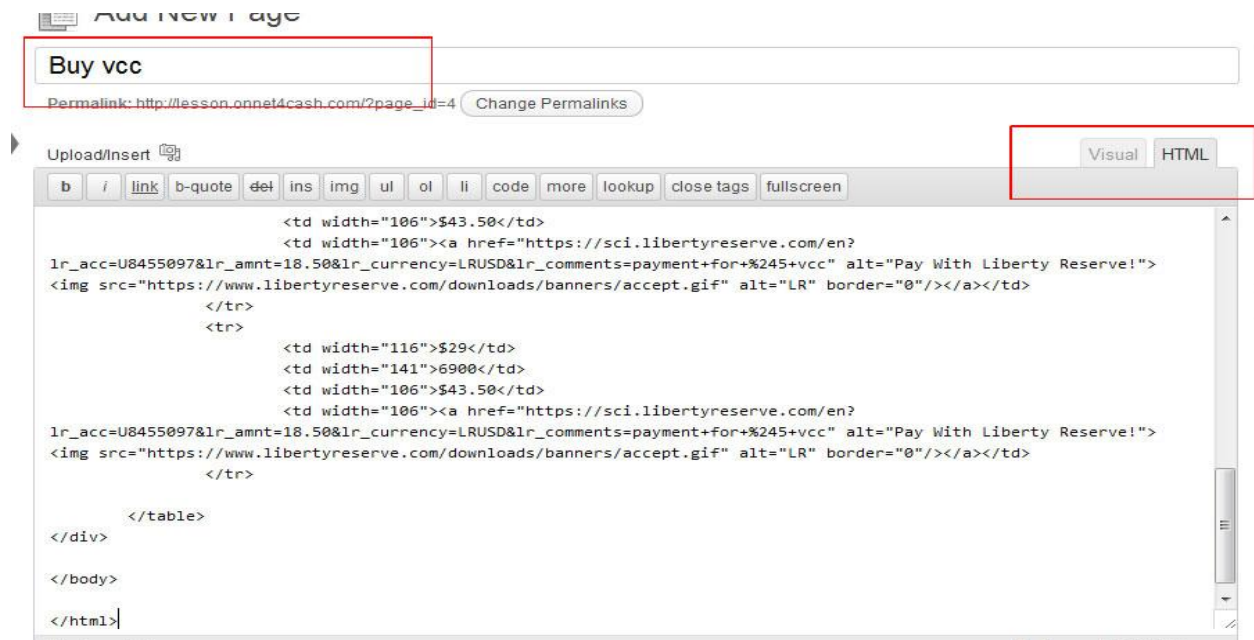 Add New Page
Buy vcc
Permalink: http://lesson.onnet4cash.com/?page_id=4 Change Permalinks
Upload/Insert
Visual HTML
b i link b-quote del ins img ul ol li code more lookup close tags fullscreen
<td width="106">$43.50</td>
<td width="106"><a href="https://sci.libertyreserve.com/en?
lr_acc=U8455097&lr_amnt=18.50&lr_currency=LRUSD&lr_comments=payment+for+%245+vcc" alt="Pay With Liberty Reserve!">
<img src="https://www.libertyreserve.com/downloads/banners/accept.gif" alt="LR" border="0"/></a></td>
</tr>
<tr>
<td width="116">$29</td>
<td width="141">6900</td>
<td width="106">$43.50</td>
<td width="106"><a href="https://sci.libertyreserve.com/en?
lr_acc=U8455097&lr_amnt=18.50&lr_currency=LRUSD&lr_comments=payment+for+%245+vcc" alt="Pay With Liberty Reserve!">
<img src="https://www.libertyreserve.com/downloads/banners/accept.gif" alt="LR" border="0"/></a></td>
</tr>
</table>
</div>
</body>
</html>